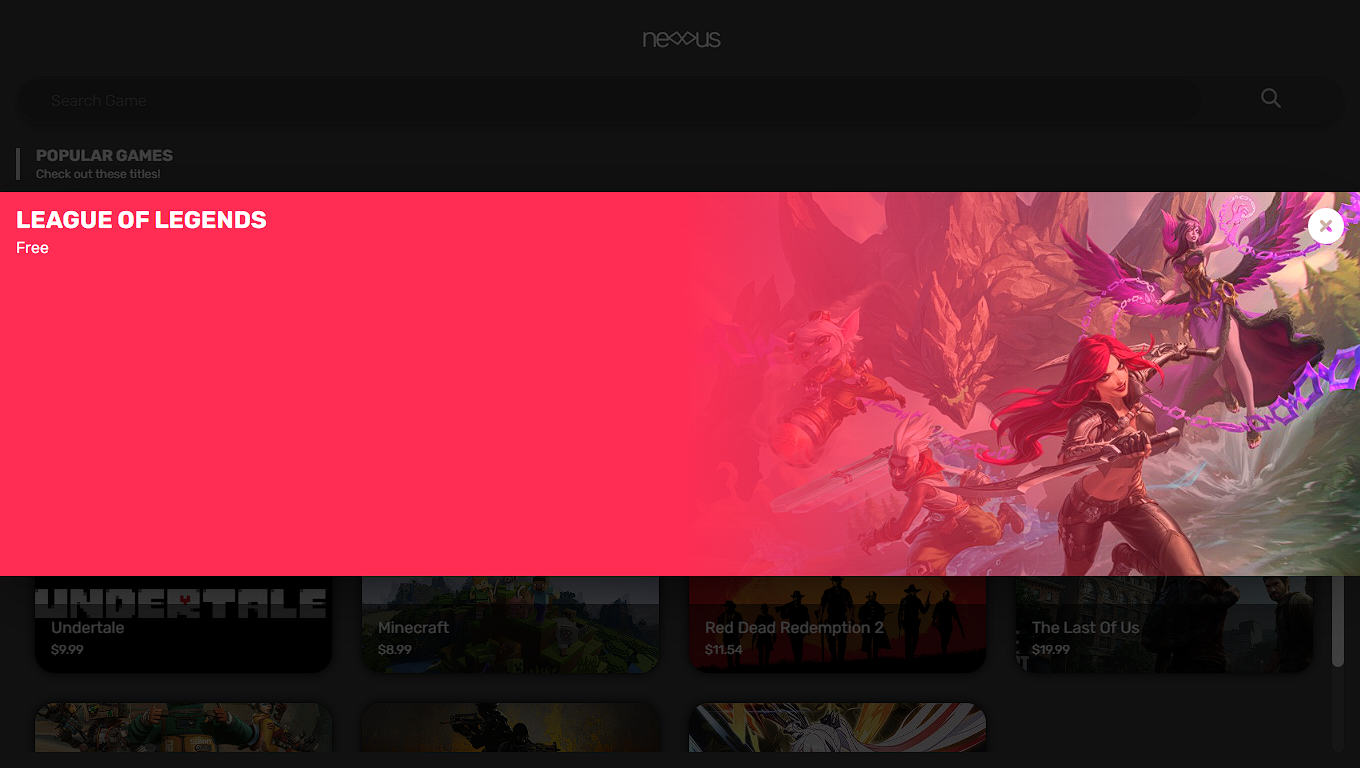 nexus
Search Game
POPULAR GAMES
Check out these titles!
LEAGUE OF LEGENDS
Free
UNDERTALE
Undertale
$9.99
Minecraft
$8.99
Red Dead Redemption 2
$11.54
The Last Of Us
$19.99